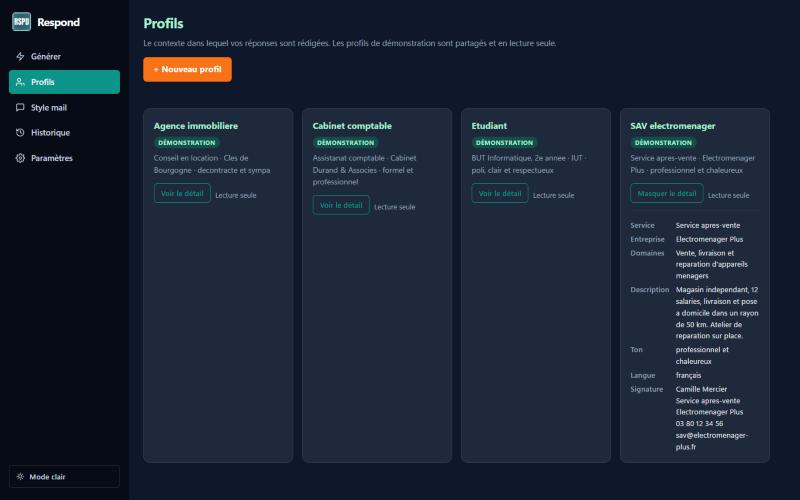 RSPD Respond
Générer
Profils
Style mail
Historique
Paramètres
Mode clair
Profils
Le contexte dans lequel vos réponses sont rédigées. Les profils de démonstration sont partagés et en lecture seule.
+ Nouveau profil
Agence immobiliere
DÉMONSTRATION
Conseil en location · Cles de
Bourgogne · decontracte et sympa
Voir le détail Lecture seule
Cabinet comptable
DÉMONSTRATION
Assistanat comptable · Cabinet
Durand & Associes · formel et
professionnel
Voir le détail Lecture seule
Etudiant
DÉMONSTRATION
BUT Informatique, 2e annee · IUT ·
poli, clair et respectueux
Voir le détail Lecture seule
SAV electromenager
DÉMONSTRATION
Service apres-vente · Electromenager
Plus · professionnel et chaleureux
Masquer le détail Lecture seule
Service Service apres-vente
Entreprise Electromenager Plus
Domaines Vente, livraison et
reparation d'appareils
menagers
Description Magasin independant, 12
salaries, livraison et pose
a domicile dans un rayon
de 50 km. Atelier de
reparation sur place.
Ton professionnel et
chaleureux
Langue français
Signature Camille Mercier
Service apres-vente
Electromenager Plus
03 80 12 34 56
sav@electromenager-
plus.fr